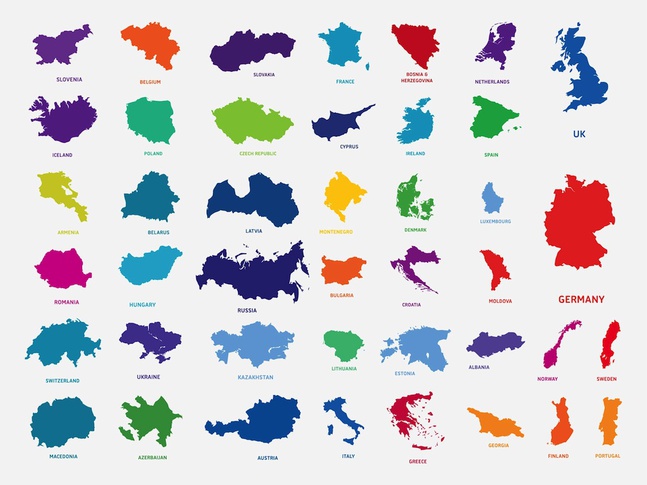 SLOVENIA
BELGIUM
SLOVAKIA
FRANCE
BOSNIA &
HERZEGOVINA
NETHERLANDS
UK
ICELAND
POLAND
CZECH REPUBLIC
CYPRUS
IRELAND
SPAIN
ARMENIA
BELARUS
LATVIA
MONTENEGRO
DENMARK
LUXEMBOURG
GERMANY
ROMANIA
HUNGARY
RUSSIA
BULGARIA
CROATIA
MOLDOVA
SWITZERLAND
UKRAINE
KAZAKHSTAN
LITHUANIA
ESTONIA
ALBANIA
NORWAY
SWEDEN
MACEDONIA
AZERBAIJAN
AUSTRIA
ITALY
GREECE
GEORGIA
FINLAND
PORTUGAL